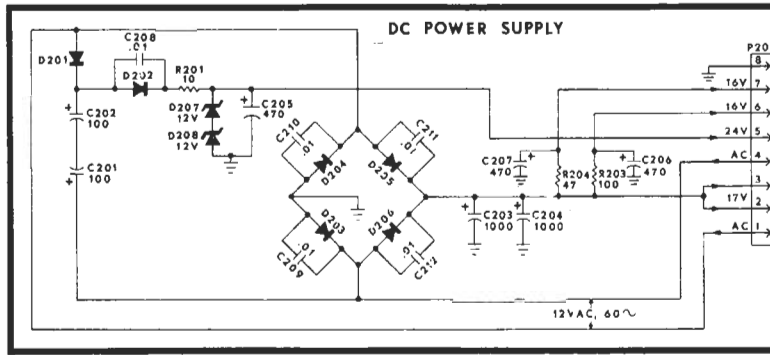 DC POWER SUPPLY
C208
.01
D201
D202
R201
10
D207
12V
D208
12V
C205
470
C202
100
C201
100
C210
.01
D204
C211
.01
D205
D203
.01
C209
D206
.01
C212
C207
470
R204
47
R203
100
C206
470
C203
1000
C204
1000
12VAC, 60~
P20
8
16V 7
16V 6
24V 5
AC 4
3
17V 2
AC 1